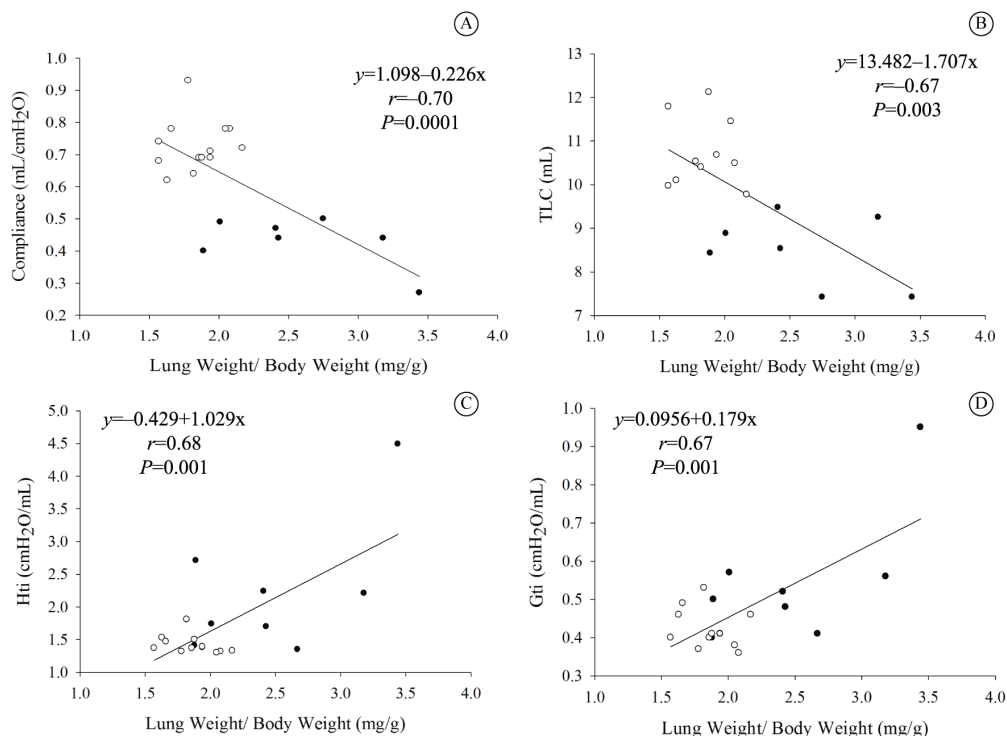 A
y=1.098–0.226x
r=–0.70
P=0.0001
Compliance (mL/cmH2O)
1.0
0.9
0.8
0.7
0.6
0.5
0.4
0.3
0.2
1.0 1.5 2.0 2.5 3.0 3.5 4.0
Lung Weight/ Body Weight (mg/g)
B
y=13.482–1.707x
r=–0.67
P=0.003
TLC (mL)
13
12
11
10
9
8
7
1.0 1.5 2.0 2.5 3.0 3.5 4.0
Lung Weight/ Body Weight (mg/g)
C
y=–0.429+1.029x
r=0.68
P=0.001
Hti (cmH2O/mL)
5.0
4.5
4.0
3.5
3.0
2.5
2.0
1.5
1.0
1.0 1.5 2.0 2.5 3.0 3.5 4.0
Lung Weight/ Body Weight (mg/g)
D
y=0.0956+0.179x
r=0.67
P=0.001
Gti (cmH2O/mL)
1.0
0.9
0.8
0.7
0.6
0.5
0.4
0.3
1.0 1.5 2.0 2.5 3.0 3.5 4.0
Lung Weight/ Body Weight (mg/g)